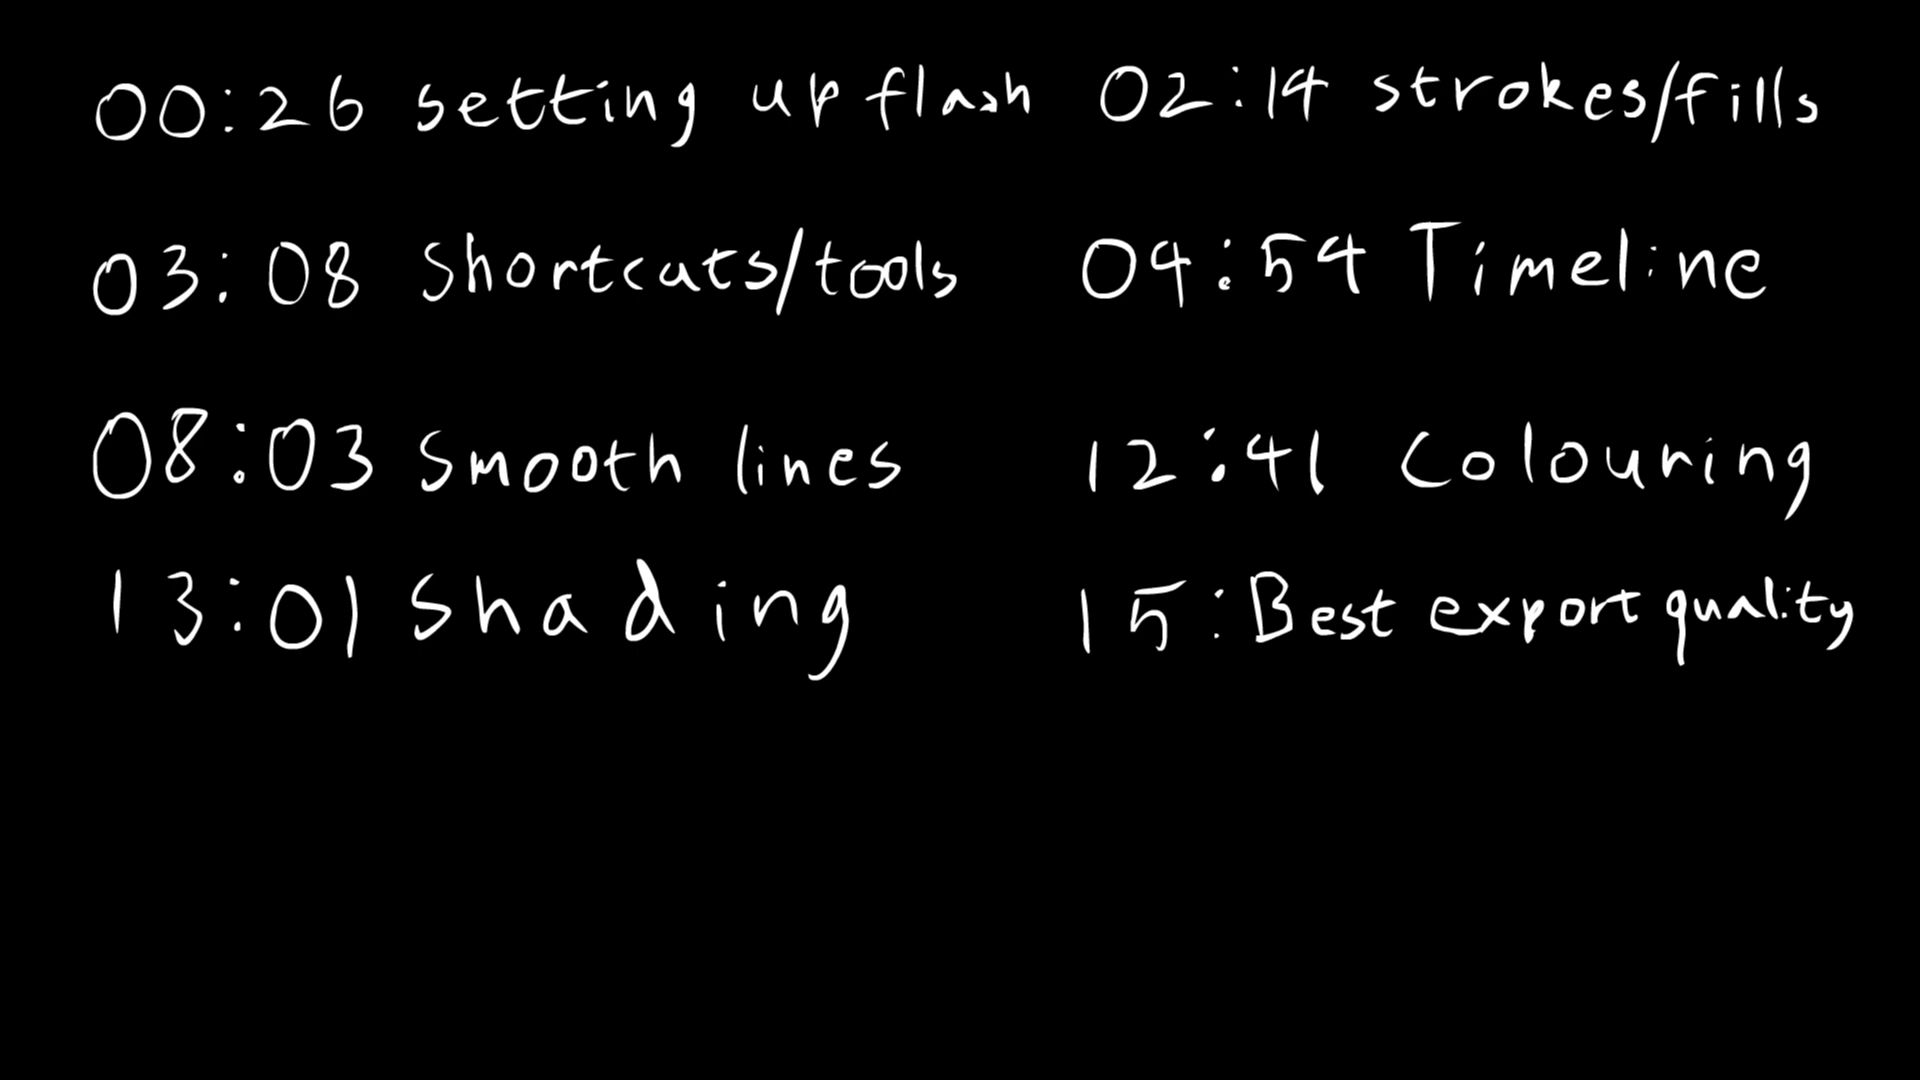 00:26 setting up flash 02:14 strokes/fills
03:08 Shortcuts/tools 04:54 Timeline
08:03 Smooth lines 12:41 Colouring
13:01 Shading 15:Best export quality